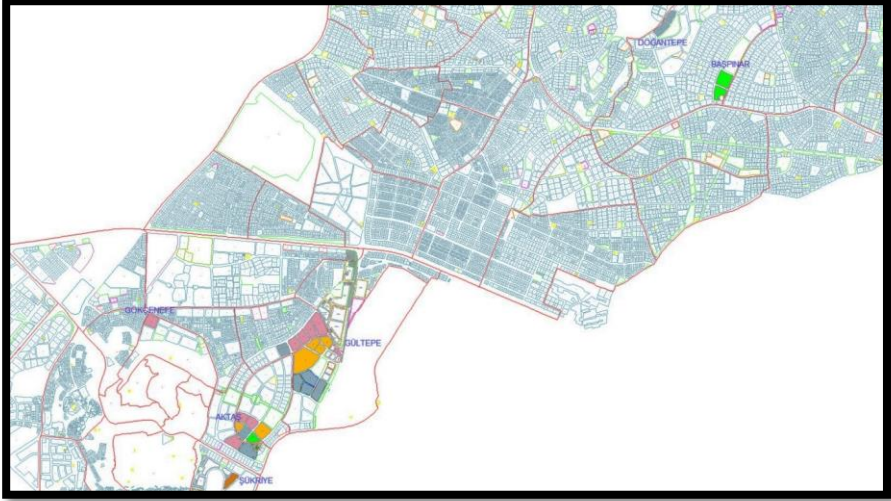 DOĞANTEPE
BAŞPINAR
GÖKÇENEFE
GÜLTEPE
AKTAŞ
ŞÜKRİYE